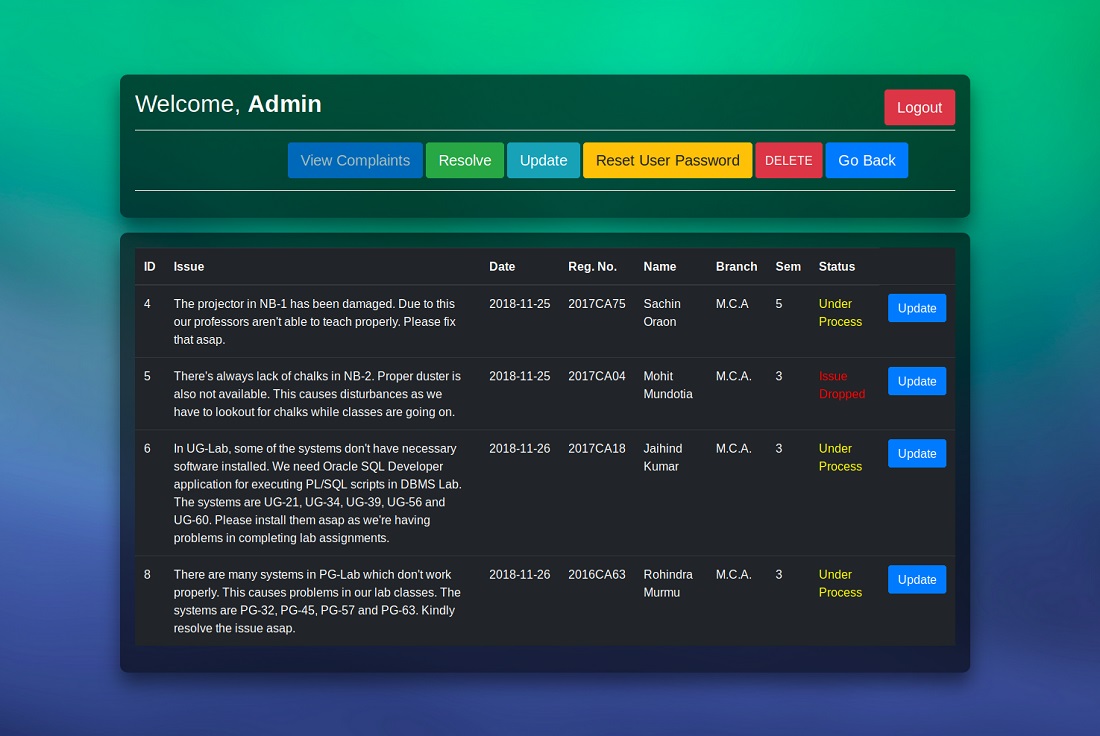 Welcome, Admin
Logout
View Complaints Resolve Update Reset User Password DELETE Go Back
ID Issue Date Reg. No. Name Branch Sem Status
4 The projector in NB-1 has been damaged. Due to this 2018-11-25 2017CA75 Sachin M.C.A 5 Under Update
our professors aren't able to teach properly. Please fix Oraon Process
that asap.
5 There's always lack of chalks in NB-2. Proper duster is 2018-11-25 2017CA04 Mohit M.C.A. 3 Issue Update
also not available. This causes disturbances as we Mundotia Dropped
have to lookout for chalks while classes are going on.
6 In UG-Lab, some of the systems don't have necessary 2018-11-26 2017CA18 Jaihind M.C.A. 3 Under Update
software installed. We need Oracle SQL Developer Kumar Process
application for executing PL/SQL scripts in DBMS Lab.
The systems are UG-21, UG-34, UG-39, UG-56 and
UG-60. Please install them asap as we're having
problems in completing lab assignments.
8 There are many systems in PG-Lab which don't work 2018-11-26 2016CA63 Rohindra M.C.A. 3 Under Update
properly. This causes problems in our lab classes. The Murmu Process
systems are PG-32, PG-45, PG-57 and PG-63. Kindly
resolve the issue asap.